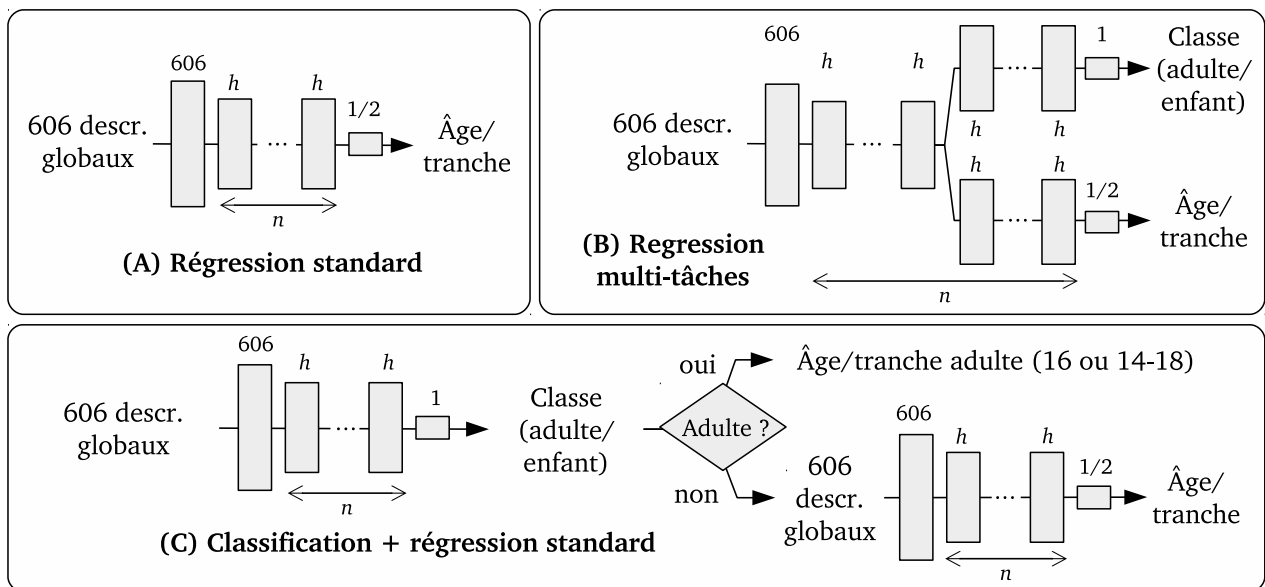 606
h
h
1/2
606 descr.
globaux
...
Âge/
tranche
n
(A) Régression standard
606
h
h
1
Classe
(adulte/
enfant)
...
606 descr.
globaux
...
h
h
h
h
1/2
...
Âge/
tranche
(B) Regression
multi-tâches
n
606
h
h
1
606 descr.
globaux
...
Classe
(adulte/
enfant)
n
oui
Âge/tranche adulte (16 ou 14-18)
Adulte ?
non
606
descr.
globaux
606
h
h
1/2
...
Âge/
tranche
n
(C) Classification + régression standard